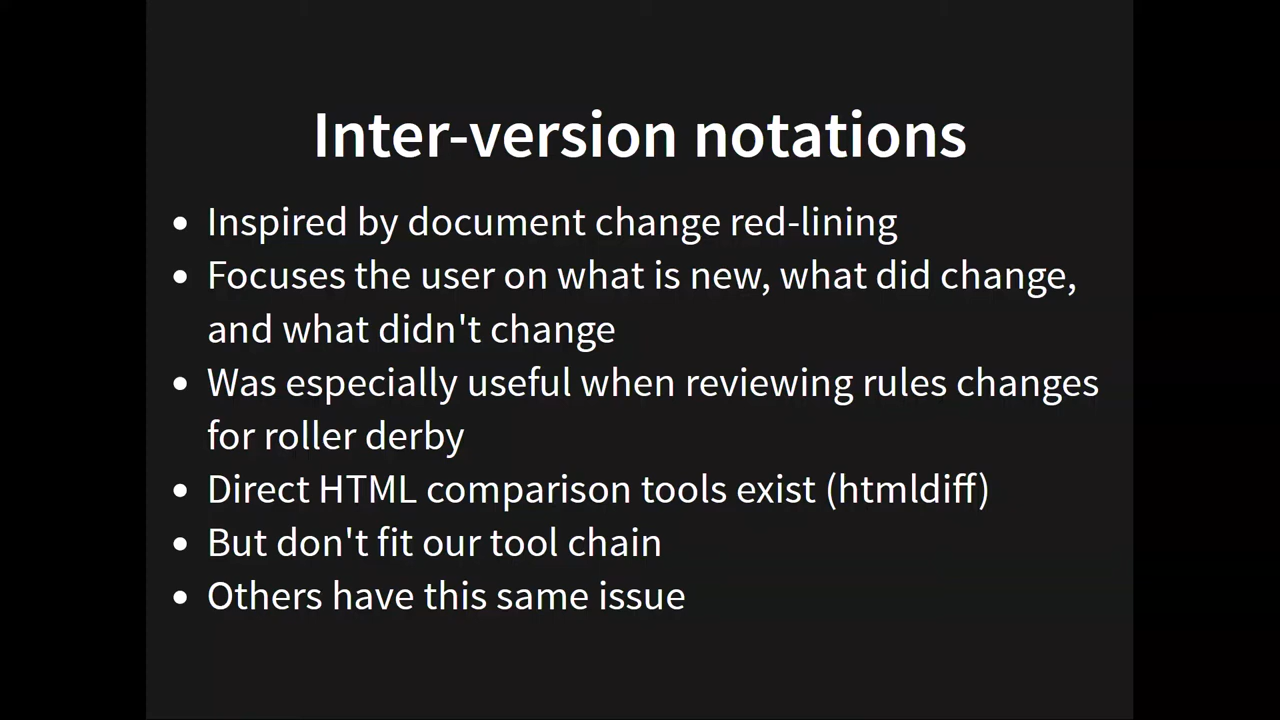 Inter-version notations
• Inspired by document change red-lining
• Focuses the user on what is new, what did change,
and what didn't change
• Was especially useful when reviewing rules changes
for roller derby
• Direct HTML comparison tools exist (htmldiff)
• But don't fit our tool chain
• Others have this same issue